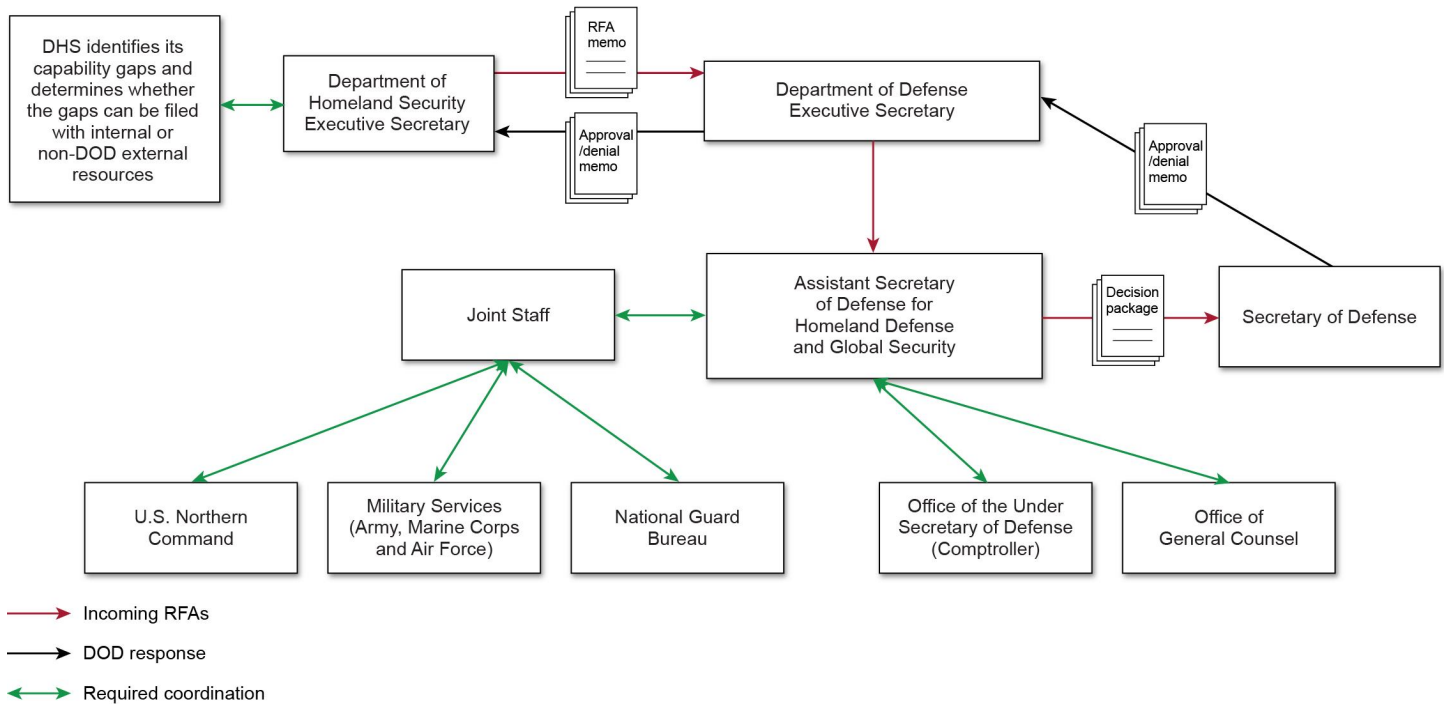 DHS identifies its
capability gaps and
determines whether
the gaps can be filed
with internal or
non-DOD external
resources
Department of
Homeland Security
Executive Secretary
RFA
memo
Approval
/denial
memo
Department of Defense
Executive Secretary
Approval
/denial
memo
Joint Staff
Assistant Secretary
of Defense for
Homeland Defense
and Global Security
Decision
package
Secretary of Defense
U.S. Northern
Command
Military Services
(Army, Marine Corps
and Air Force)
National Guard
Bureau
Office of the Under
Secretary of Defense
(Comptroller)
Office of
General Counsel
Incoming RFAs
DOD response
Required coordination